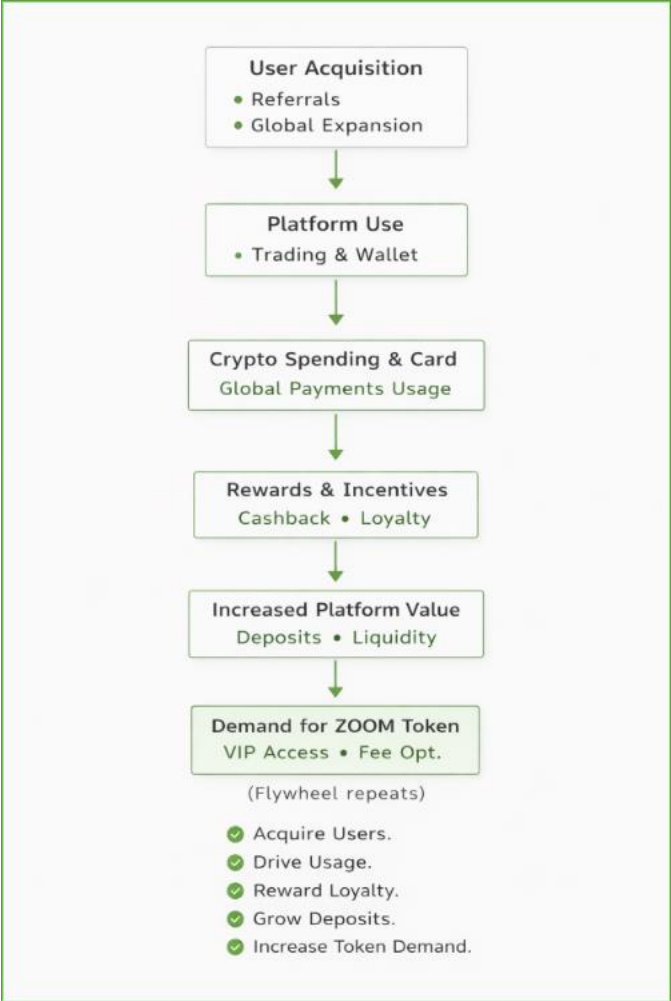 User Acquisition
• Referrals
• Global Expansion
Platform Use
• Trading & Wallet
Crypto Spending & Card
Global Payments Usage
Rewards & Incentives
Cashback • Loyalty
Increased Platform Value
Deposits • Liquidity
Demand for ZOOM Token
VIP Access • Fee Opt.
(Flywheel repeats)
Acquire Users.
Drive Usage.
Reward Loyalty.
Grow Deposits.
Increase Token Demand.